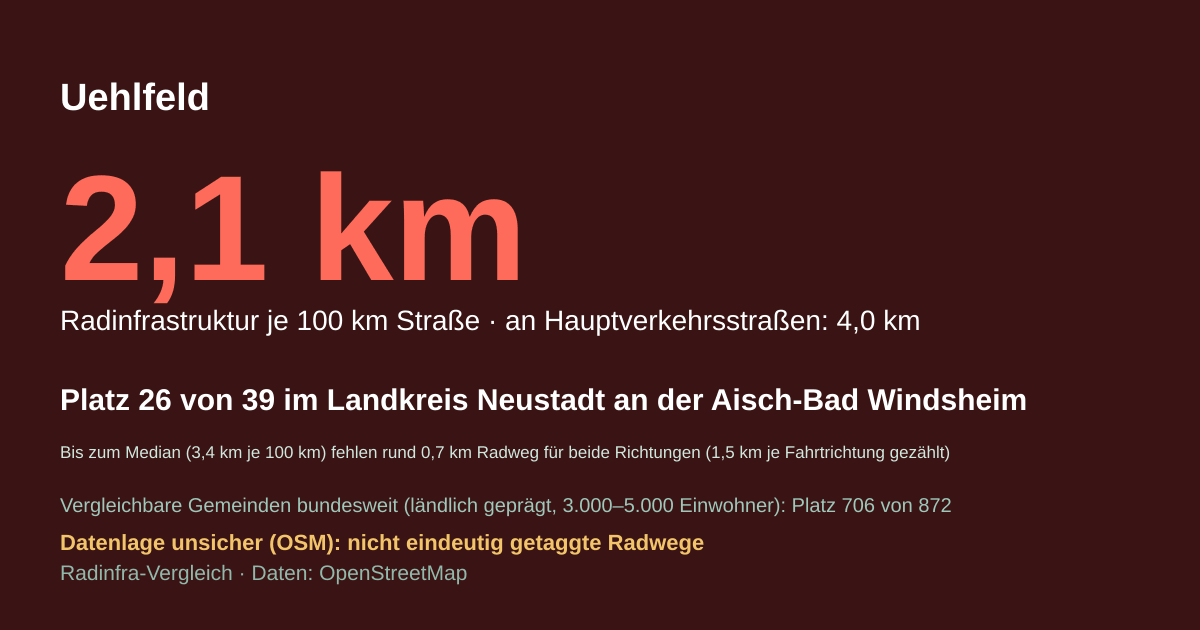 Uehlfeld
2,1 km
Radinfrastruktur je 100 km Straße · an Hauptverkehrsstraßen: 4,0 km
Platz 26 von 39 im Landkreis Neustadt an der Aisch-Bad Windsheim
Bis zum Median (3,4 km je 100 km) fehlen rund 0,7 km Radweg für beide Richtungen (1,5 km je Fahrtrichtung gezählt)
Vergleichbare Gemeinden bundesweit (ländlich geprägt, 3.000–5.000 Einwohner): Platz 706 von 872
Datenlage unsicher (OSM): nicht eindeutig getaggte Radwege
Radinfra-Vergleich · Daten: OpenStreetMap